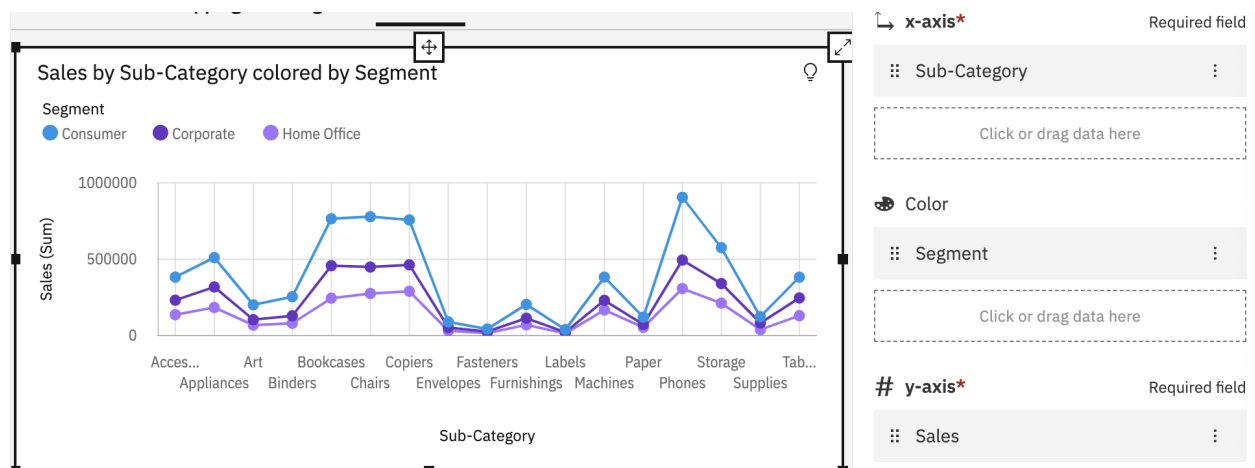 Sales by Sub-Category colored by Segment
Segment
Consumer Corporate Home Office
1000000
500000
0
Sales (Sum)
Acces... Art Bookcases Copiers Fasteners Labels Paper Storage Tab...
Appliances Binders Chairs Envelopes Furnishings Machines Phones Supplies
Sub-Category
x-axis* Required field
Sub-Category
Click or drag data here
Color
Segment
Click or drag data here
# y-axis* Required field
Sales